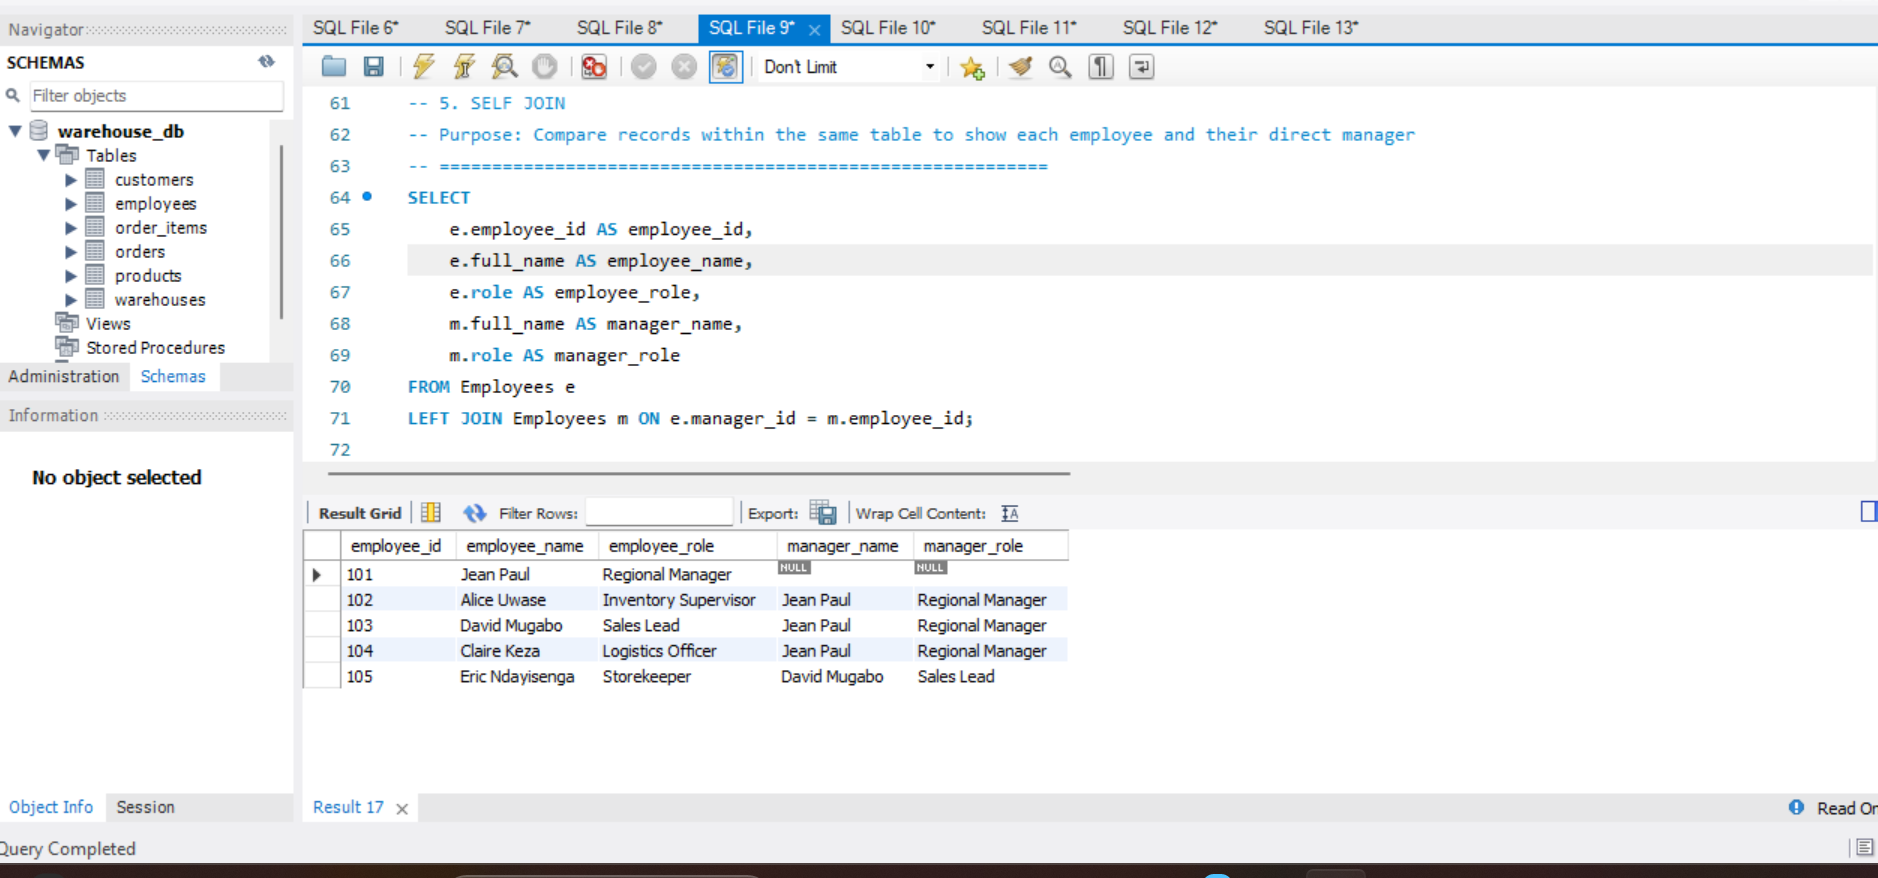 Navigator
SCHEMAS
Filter objects
warehouse_db
Tables
customers
employees
order_items
orders
products
warehouses
Views
Stored Procedures
Administration Schemas
Information
No object selected
Object Info Session
Query Completed
SQL File 6* SQL File 7* SQL File 8* SQL File 9* SQL File 10* SQL File 11* SQL File 12* SQL File 13*
Don't Limit
61 -- 5. SELF JOIN
62 -- Purpose: Compare records within the same table to show each employee and their direct manager
63 -- ==========================================================
64 SELECT
65 e.employee_id AS employee_id,
66 e.full_name AS employee_name,
67 e.role AS employee_role,
68 m.full_name AS manager_name,
69 m.role AS manager_role
70 FROM Employees e
71 LEFT JOIN Employees m ON e.manager_id = m.employee_id;
72
Result Grid Filter Rows: Export: Wrap Cell Content:
employee_id employee_name employee_role manager_name manager_role
101 Jean Paul Regional Manager NULL NULL
102 Alice Uwase Inventory Supervisor Jean Paul Regional Manager
103 David Mugabo Sales Lead Jean Paul Regional Manager
104 Claire Keza Logistics Officer Jean Paul Regional Manager
105 Eric Ndayisenga Storekeeper David Mugabo Sales Lead
Result 17
Read On